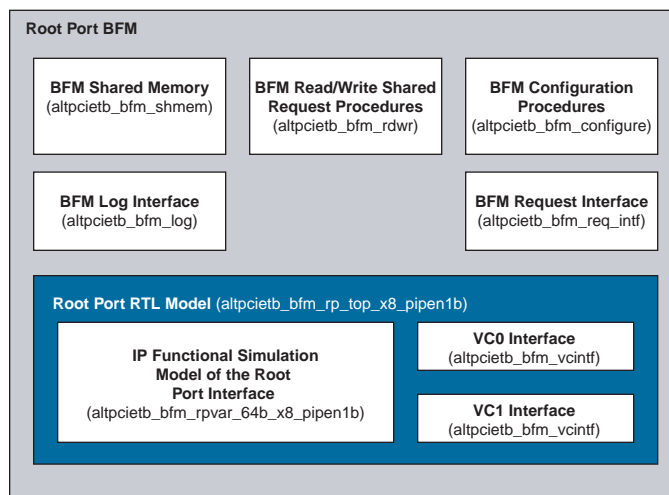 Root Port BFM
BFM Shared Memory
(altpcietb_bfm_shmem)
BFM Read/Write Shared
Request Procedures
(altpcietb_bfm_rdwr)
BFM Configuration
Procedures
(altpcietb_bfm_configure)
BFM Log Interface
(altpcietb_bfm_log)
BFM Request Interface
(altpcietb_bfm_req_intf)
Root Port RTL Model (altpcietb_bfm_rp_top_x8_pipen1b)
IP Functional Simulation
Model of the Root
Port Interface
(altpcietb_bfm_rpvar_64b_x8_pipen1b)
VC0 Interface
(altpcietb_bfm_vcintf)
VC1 Interface
(altpcietb_bfm_vcintf)